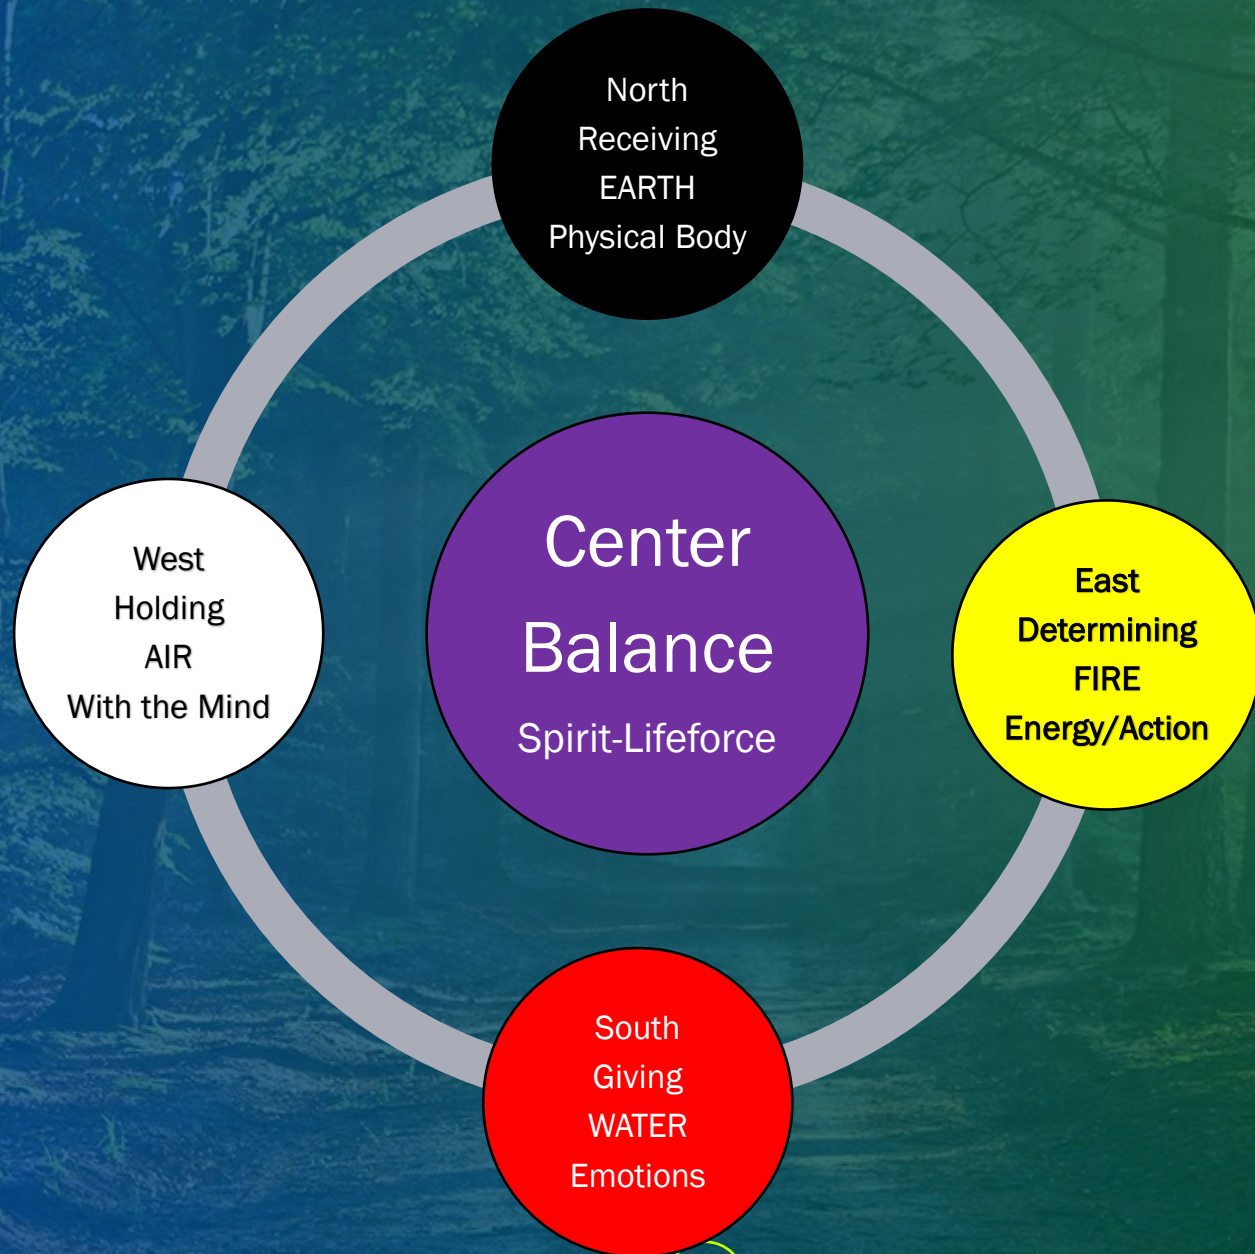 North
Receiving
EARTH
Physical Body
West
Holding
AIR
With the Mind
Center
Balance
Spirit-Lifeforce
East
Determining
FIRE
Energy/Action
South
Giving
WATER
Emotions